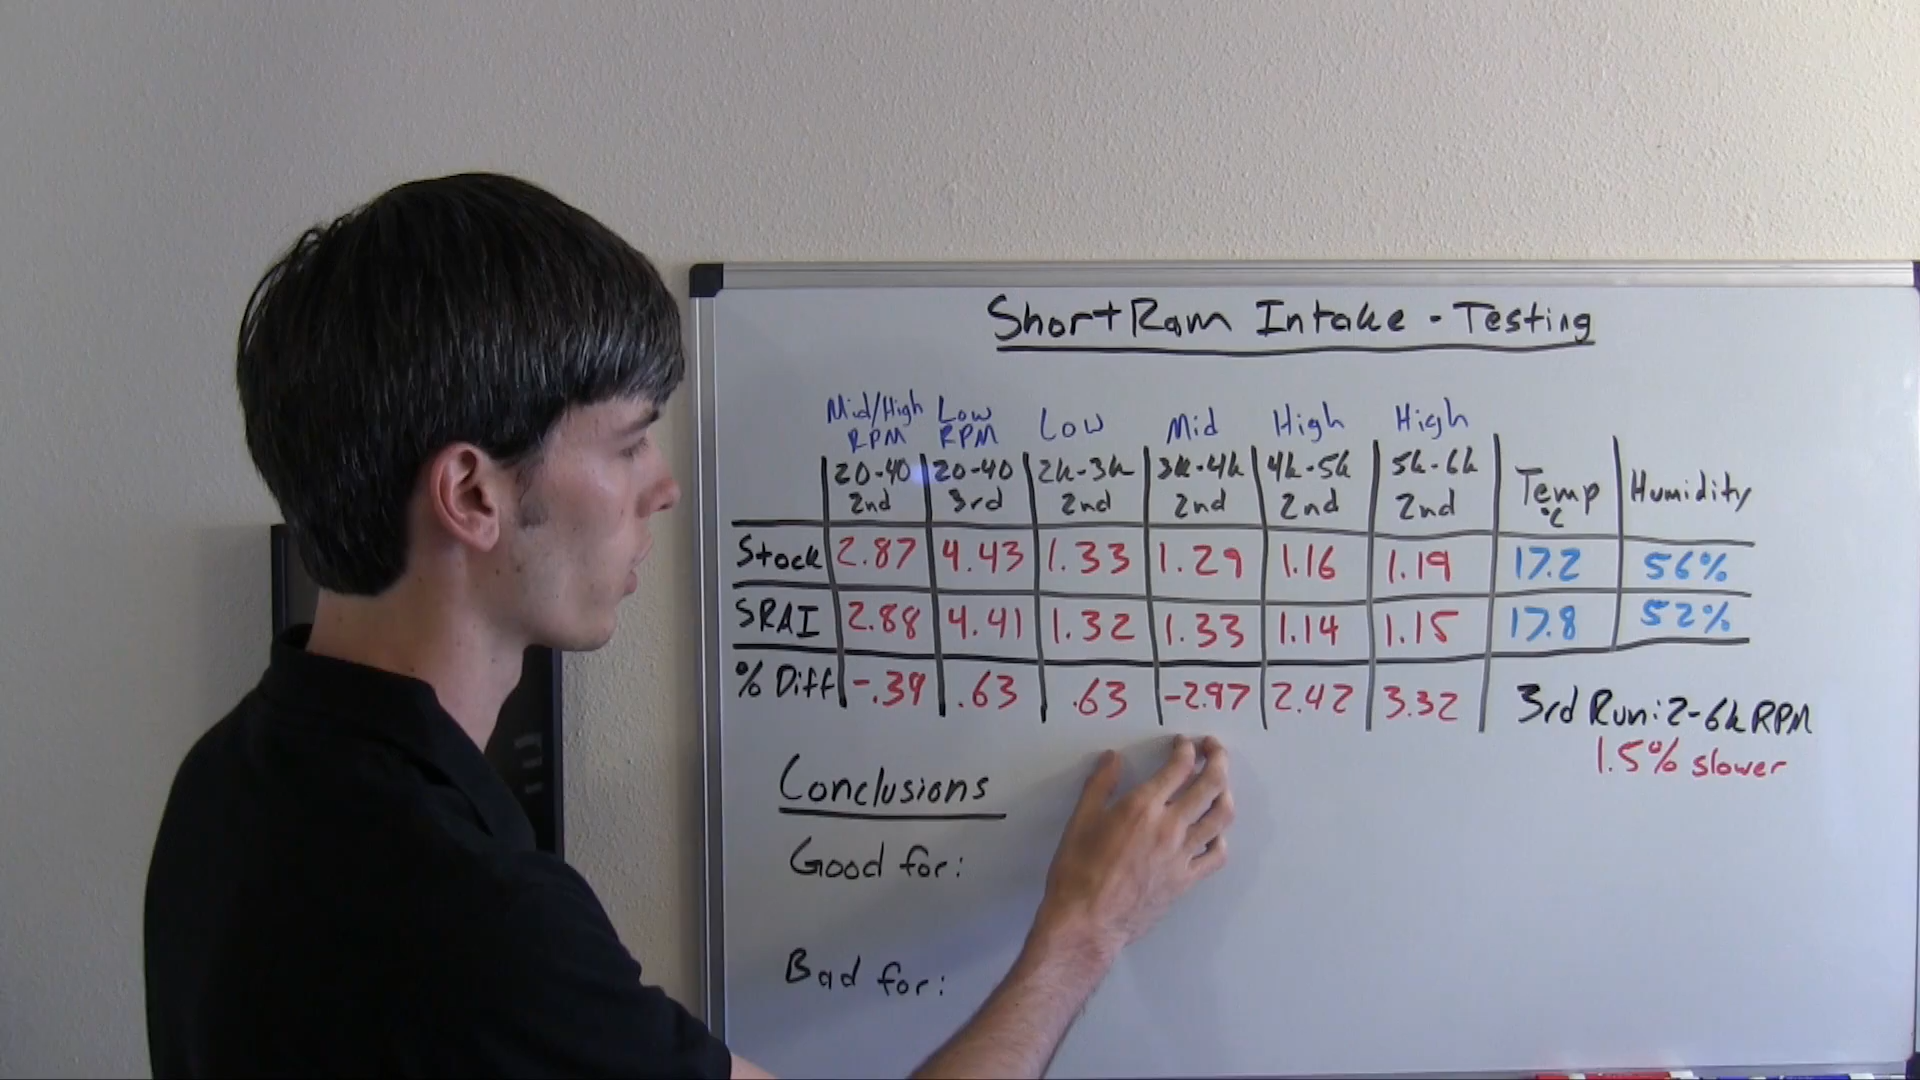 Short Ram Intake - Testing
Mid/High RPM Low RPM Low Mid High High
20-40 2nd 20-40 3rd 2k-3k 2nd 3k-4k 2nd 4k-5k 2nd 5k-6k 2nd Temp °C Humidity
Stock 2.87 4.43 1.33 1.29 1.16 1.19 17.2 56%
SRAI 2.88 4.41 1.32 1.33 1.14 1.15 17.8 52%
% Diff -.39 .63 .63 -2.97 2.42 3.32
3rd Run: 2-6k RPM
1.5% slower
Conclusions
Good for:
Bad for: